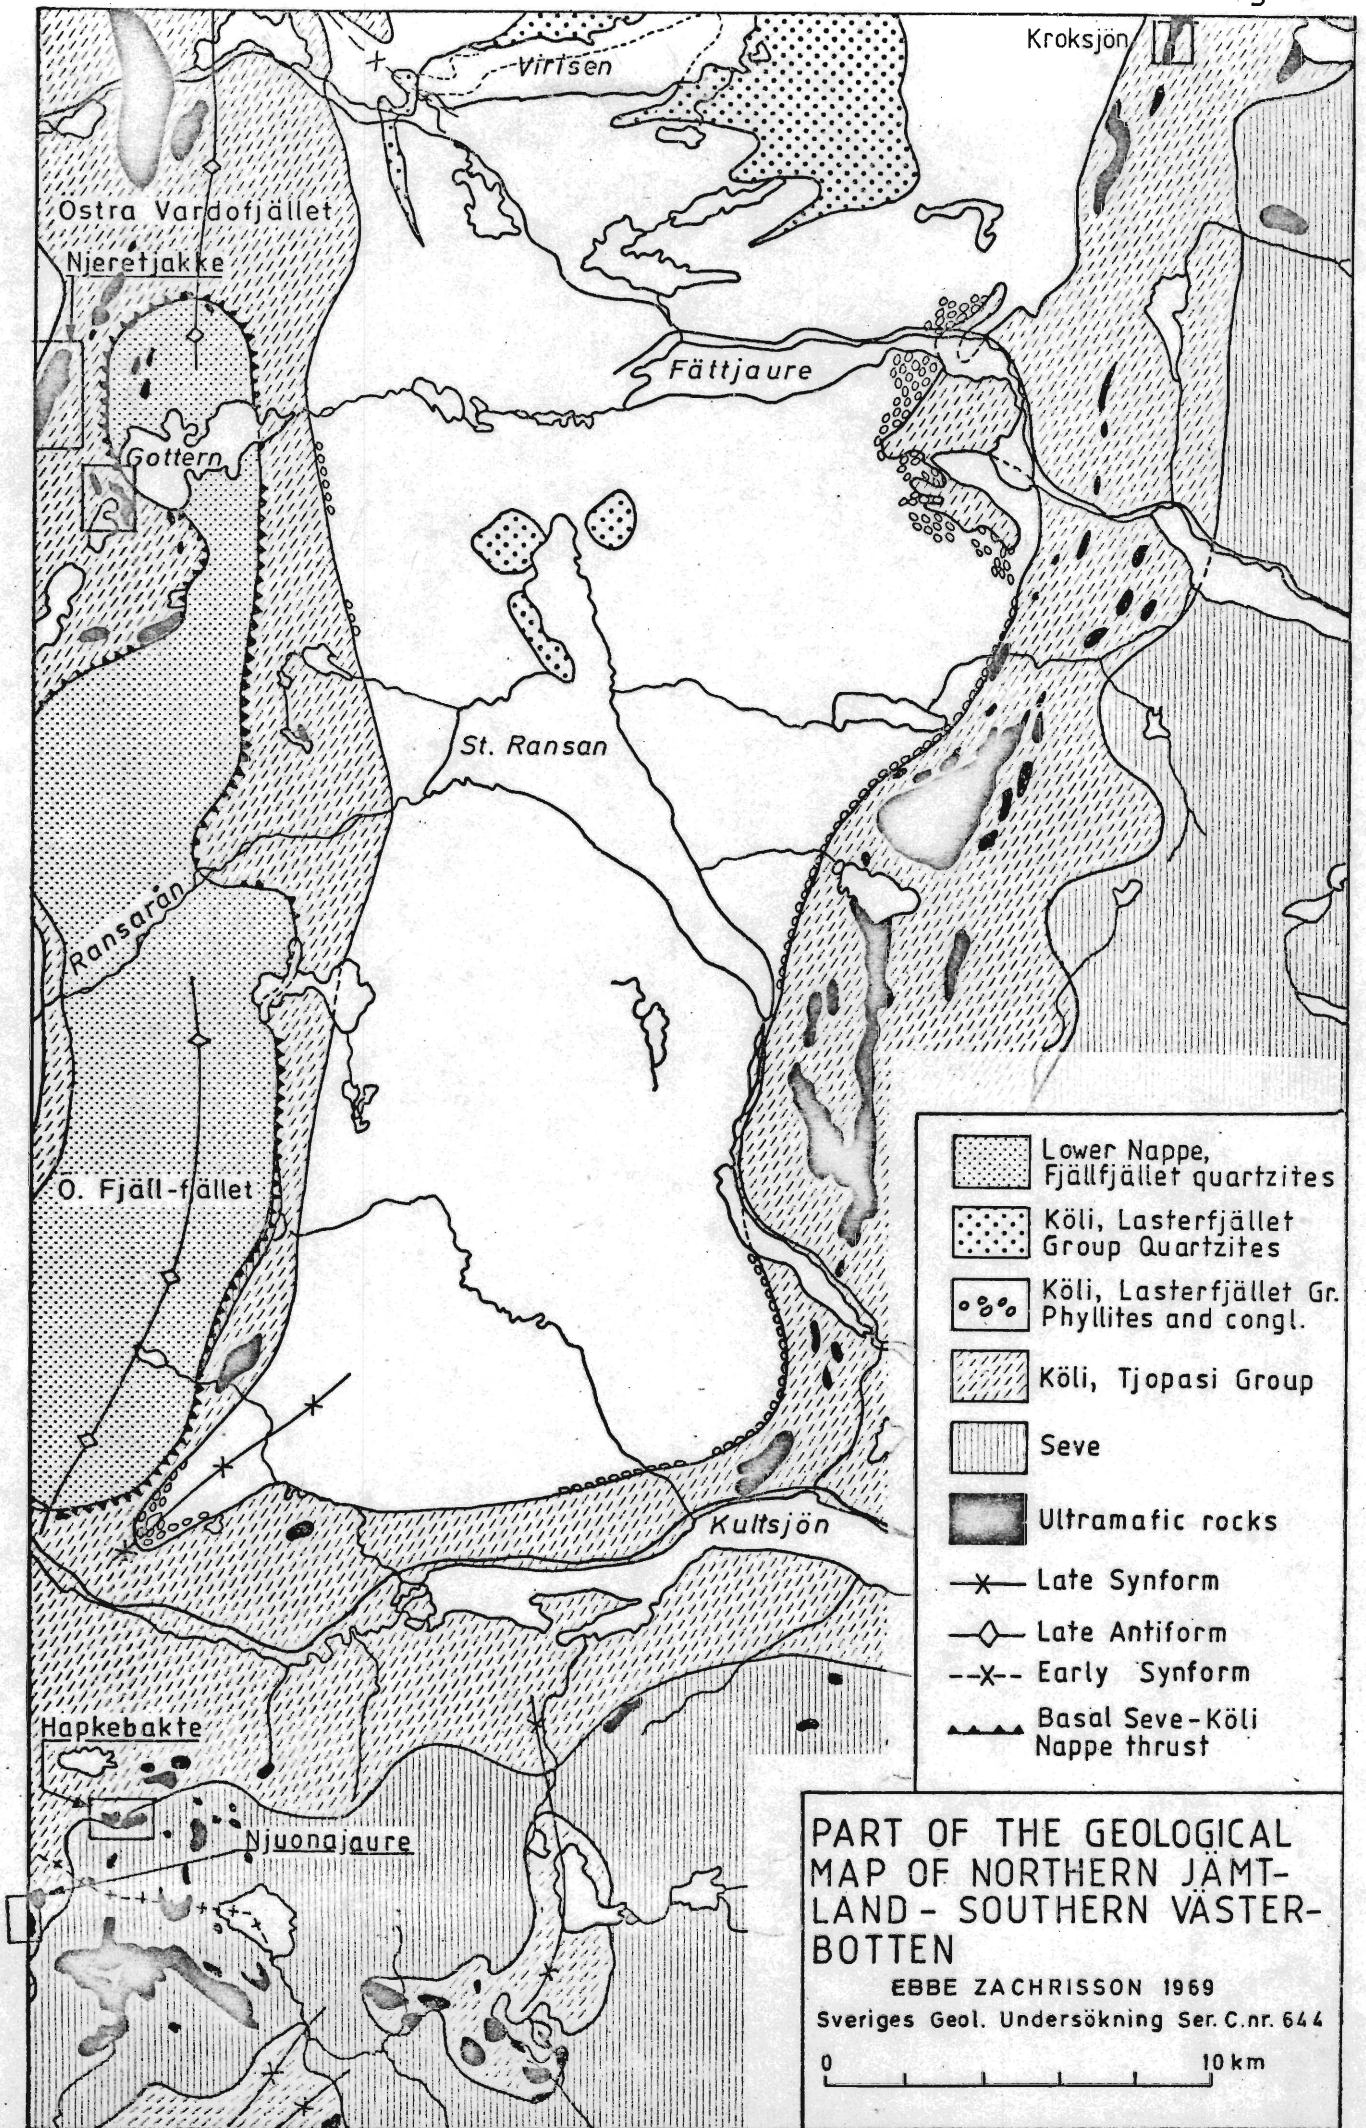 Kroksjön
Virisen
Östra Vardofjället
Njeretjakke
Fättjaure
Gottern
St. Ransan
Ransarån
Ö. Fjäll-fjället
Lower Nappe,
Fjällfjället quartzites
Köli, Lasterfjället
Group Quartzites
Köli, Lasterfjället Gr.
Phyllites and congl.
Köli, Tjopasi Group
Seve
Ultramafic rocks
Late Synform
Late Antiform
Early Synform
Basal Seve-Köli
Nappe thrust
Kultsjön
Hapkebakte
Njuonajaure
PART OF THE GEOLOGICAL
MAP OF NORTHERN JÄMT-
LAND - SOUTHERN VÄSTER-
BOTTEN
EBBE ZACHRISSON 1969
Sveriges Geol. Undersökning Ser. C. nr. 644
0 10 km